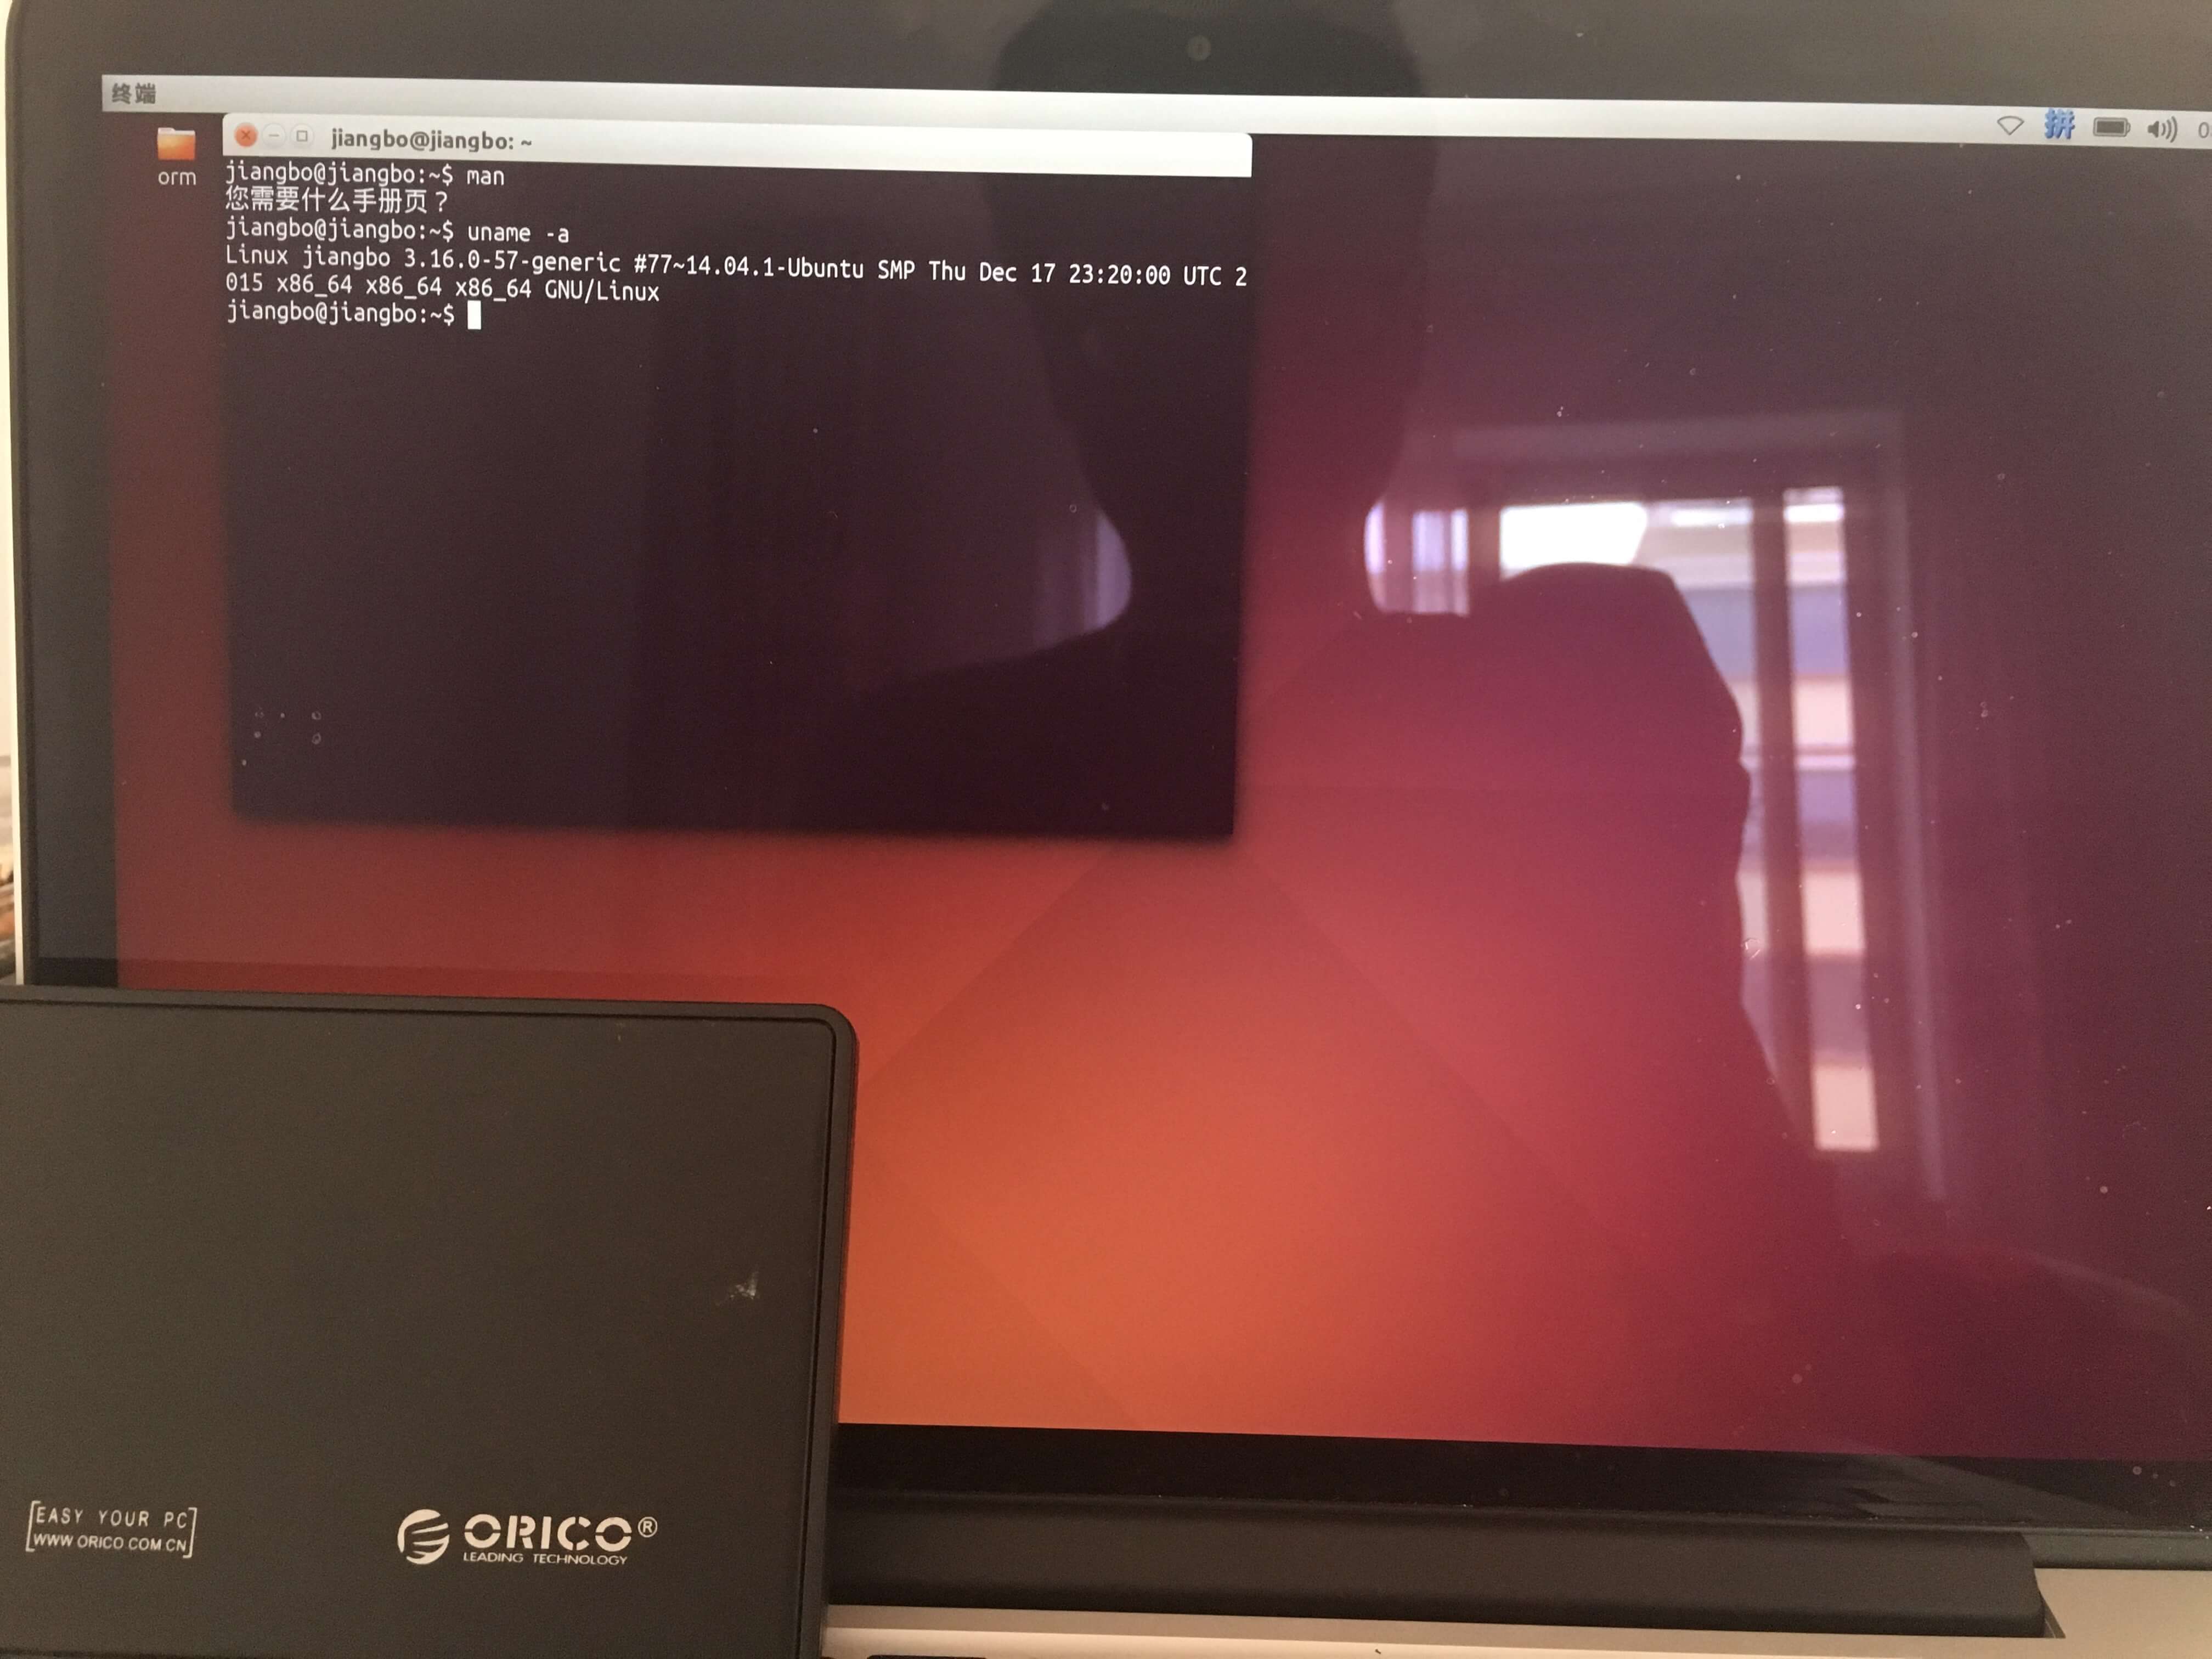 终端
拼
orm
jiangbo@jiangbo: ~
jiangbo@jiangbo:~$ man
您需要什么手册页？
jiangbo@jiangbo:~$ uname -a
Linux jiangbo 3.16.0-57-generic #77~14.04.1-Ubuntu SMP Thu Dec 17 23:20:00 UTC 2
015 x86_64 x86_64 x86_64 GNU/Linux
jiangbo@jiangbo:~$
[EASY YOUR PC
WWW ORICO COM CN]
ORICO®
LEADING TECHNOLOGY